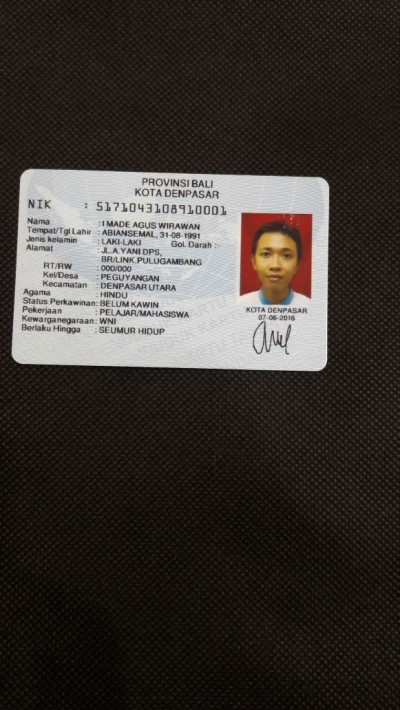 PROVINSI BALI
KOTA DENPASAR
NIK : 5171043108910001
Nama : I MADE AGUS WIRAWAN
Tempat/Tgl Lahir : ABIANSEMAL, 31-08-1991
Jenis kelamin : LAKI-LAKI Gol. Darah :-
Alamat : JL.A.YANI DPS,
BR/LINK.PULUGAMBANG
RT/RW : 000/000
Kel/Desa : PEGUYANGAN
Kecamatan : DENPASAR UTARA
Agama : HINDU
Status Perkawinan: BELUM KAWIN
Pekerjaan : PELAJAR/MAHASISWA
Kewarganegaraan: WNI
Berlaku Hingga : SEUMUR HIDUP
KOTA DENPASAR
07-06-2016